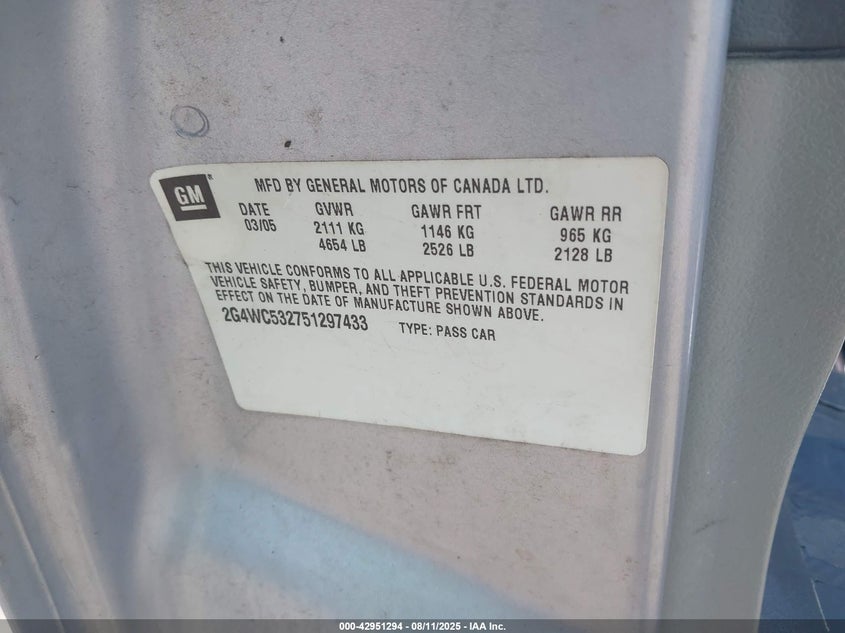 GM
MFD BY GENERAL MOTORS OF CANADA LTD.
DATE GVWR GAWR FRT GAWR RR
03/05 2111 KG 1146 KG 965 KG
4654 LB 2526 LB 2128 LB
THIS VEHICLE CONFORMS TO ALL APPLICABLE U.S. FEDERAL MOTOR
VEHICLE SAFETY, BUMPER, AND THEFT PREVENTION STANDARDS IN
EFFECT ON THE DATE OF MANUFACTURE SHOWN ABOVE.
2G4WC532751297433 TYPE: PASS CAR
000-42951294 - 08/11/2025 - IAA Inc.